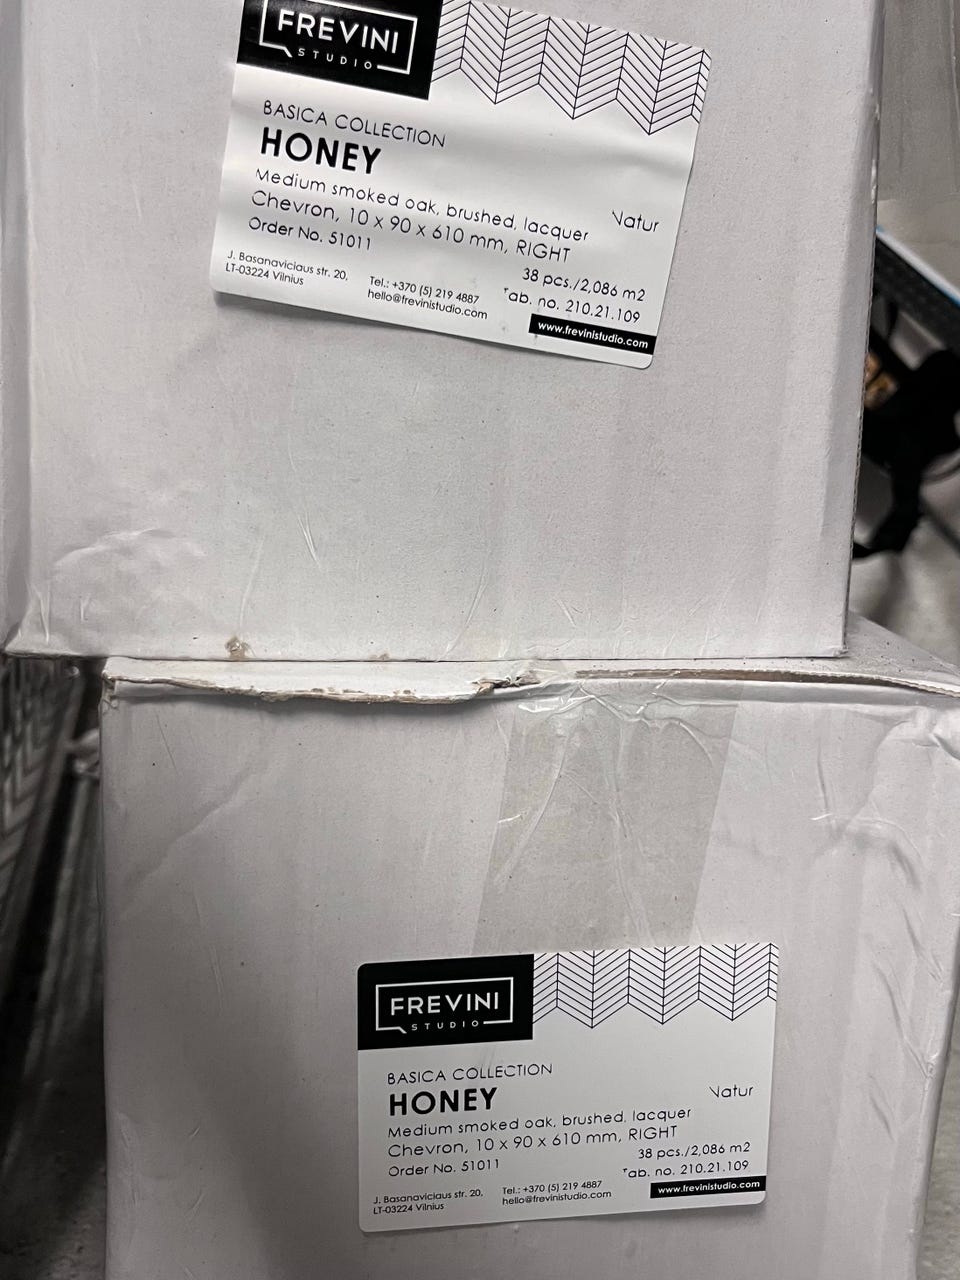 FREVINI
STUDIO
BASICA COLLECTION
HONEY
Medium smoked oak, brushed, lacquer
Natur
Chevron, 10 x 90 x 610 mm, RIGHT
Order No. 51011
38 pcs./2,086 m2
Fab. no. 210.21.109
J. Basanaviciaus str. 20,
LT-03224 Vilnius
Tel.: +370 (5) 219 4887
hello@frevinistudio.com
www.frevinistudio.com
FREVINI
STUDIO
BASICA COLLECTION
HONEY
Natur
Medium smoked oak, brushed, lacquer
Chevron, 10 x 90 x 610 mm, RIGHT
Order No. 51011
38 pcs./2,086 m2
Fab. no. 210.21.109
J. Basanaviciaus str. 20,
LT-03224 Vilnius
Tel.: +370 (5) 219 4887
hello@frevinistudio.com
www.frevinistudio.com